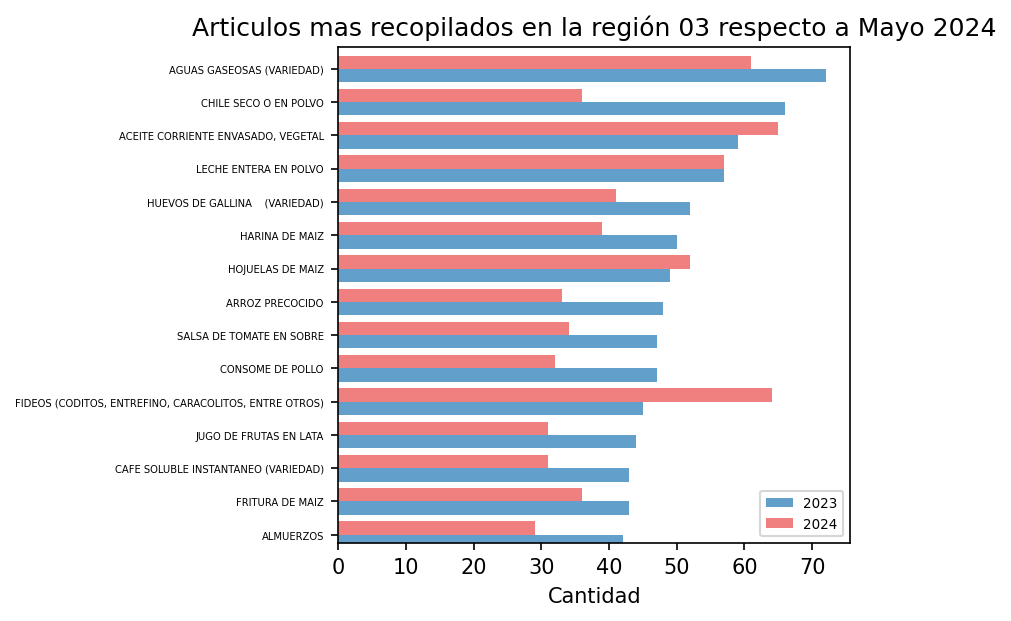 Articulos mas recopilados en la región 03 respecto a Mayo 2024
AGUAS GASEOSAS (VARIEDAD)
CHILE SECO O EN POLVO
ACEITE CORRIENTE ENVASADO, VEGETAL
LECHE ENTERA EN POLVO
HUEVOS DE GALLINA    (VARIEDAD)
HARINA DE MAIZ
HOJUELAS DE MAIZ
ARROZ PRECOCIDO
SALSA DE TOMATE EN SOBRE
CONSOME DE POLLO
FIDEOS (CODITOS, ENTREFINO, CARACOLITOS, ENTRE OTROS)
JUGO DE FRUTAS EN LATA
CAFE SOLUBLE INSTANTANEO (VARIEDAD)
FRITURA DE MAIZ
ALMUERZOS
2023
2024
0 10 20 30 40 50 60 70
Cantidad